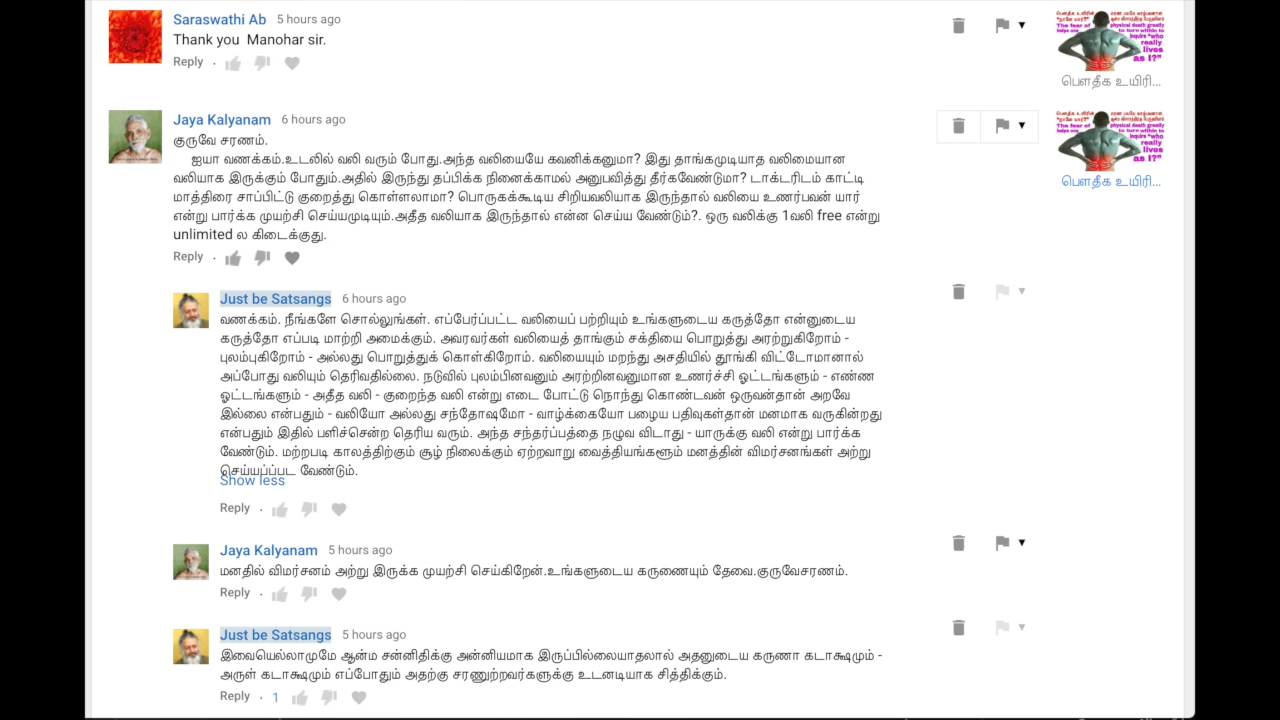 Saraswathi Ab 5 hours ago
Thank you Manohar sir.
Reply
பௌதீக உயிரி...
Jaya Kalyanam 6 hours ago
குருவே சரணம்.
ஐயா வணக்கம்.உடலில் வலி வரும் போது.அந்த வலியையே கவனிக்கனுமா? இது தாங்கமுடியாத வலிமையான
வலியாக இருக்கும் போதும்.அதில் இருந்து தப்பிக்க நினைக்காமல் அனுபவித்து தீர்கவேண்டுமா? டாக்டரிடம் காட்டி
மாத்திரை சாப்பிட்டு குறைத்து கொள்ளலாமா? பொருகக்கூடிய சிறியவலியாக இருந்தால் வலியை உணர்பவன் யார்
என்று பார்க்க முயற்சி செய்யமுடியும்.அதீத வலியாக இருந்தால் என்ன செய்ய வேண்டும்?. ஒரு வலிக்கு 1வலி free என்று
unlimited ல கிடைக்குது.
Reply
பௌதீக உயிரி...
Just be Satsangs 6 hours ago
வணக்கம். நீங்களே சொல்லுங்கள். எப்பேர்ப்பட்ட வலியைப் பற்றியும் உங்களுடைய கருத்தோ என்னுடைய
கருத்தோ எப்படி மாற்றி அமைக்கும். அவரவர்கள் வலியைத் தாங்கும் சக்தியை பொறுத்து அரற்றுகிறோம் -
புலம்புகிறோம் - அல்லது பொறுத்துக் கொள்கிறோம். வலியையும் மறந்து அசதியில் தூங்கி விட்டோமானால்
அப்போது வலியும் தெரிவதில்லை. நடுவில் புலம்பினவனும் அரற்றினவனுமான உணர்ச்சி ஓட்டங்களும் - எண்ண
ஓட்டங்களும் - அதீத வலி - குறைந்த வலி என்று எடை போட்டு நொந்து கொண்டவன் ஒருவன்தான் அறவே
இல்லை என்பதும் - வலியோ அல்லது சந்தோஷமோ - வாழ்க்கையோ பழைய பதிவுகள்தான் மனமாக வருகின்றது
என்பதும் இதில் பளிச்சென்ற தெரிய வரும். அந்த சந்தர்ப்பத்தை நழுவ விடாது - யாருக்கு வலி என்று பார்க்க
வேண்டும். மற்றபடி காலத்திற்கும் சூழ் நிலைக்கும் ஏற்றவாறு வைத்தியங்களூம் மனத்தின் விமர்சனங்கள் அற்று
செய்யப்ப்பட வேண்டும்.
Show less
Reply
Jaya Kalyanam 5 hours ago
மனதில் விமர்சனம் அற்று இருக்க முயற்சி செய்கிறேன்.உங்களுடைய கருணையும் தேவை.குருவேசரணம்.
Reply
Just be Satsangs 5 hours ago
இவையெல்லாமுமே ஆன்ம சன்னிதிக்கு அன்னியமாக இருப்பில்லையாதலால் அதனுடைய கருணா கடாக்ஷமும் -
அருள் கடாக்ஷமும் எப்போதும் அதற்கு சரணுற்றவர்களுக்கு உடனடியாக சித்திக்கும்.
Reply 1